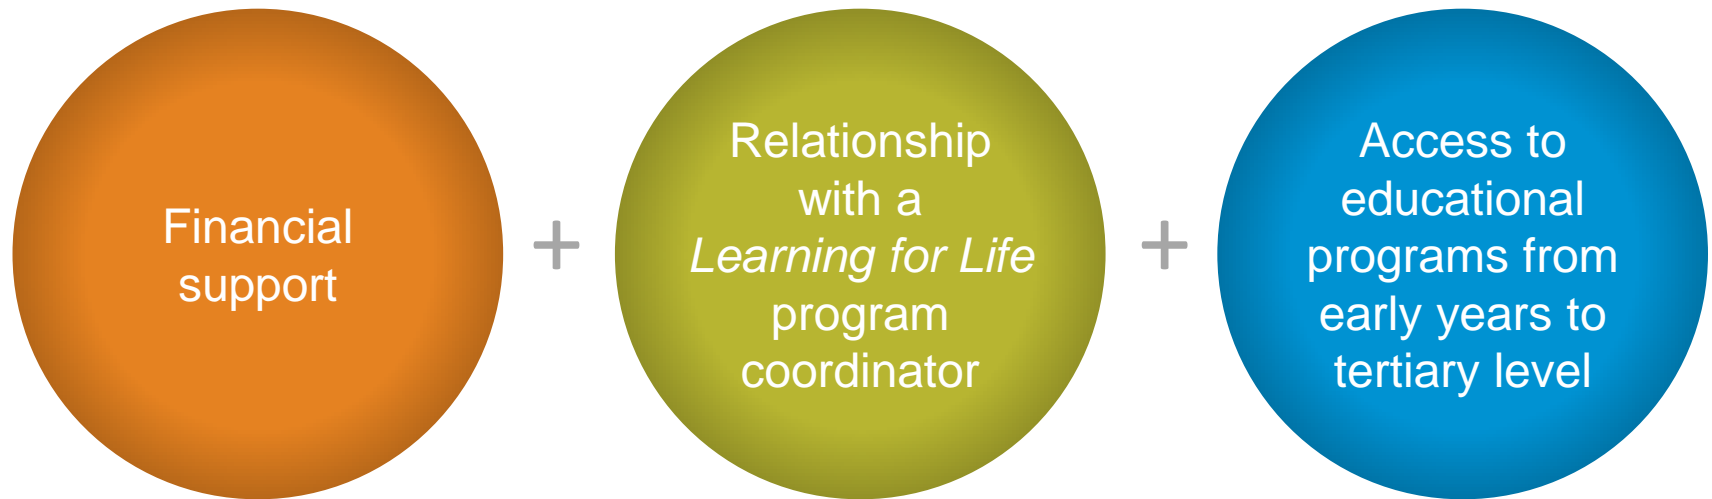 Financial
support
+
Relationship
with a
Learning for Life
program
coordinator
+
Access to
educational
programs from
early years to
tertiary level